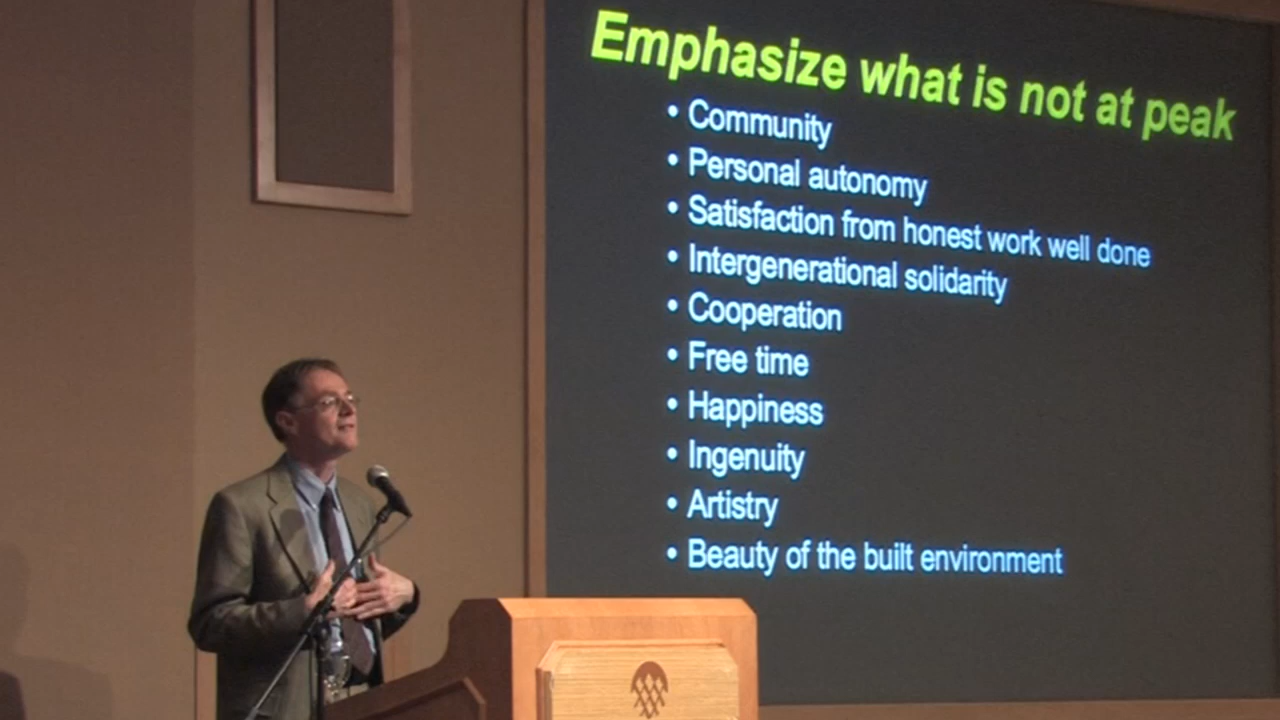 Emphasize what is not at peak
• Community
• Personal autonomy
• Satisfaction from honest work well done
• Intergenerational solidarity
• Cooperation
• Free time
• Happiness
• Ingenuity
• Artistry
• Beauty of the built environment